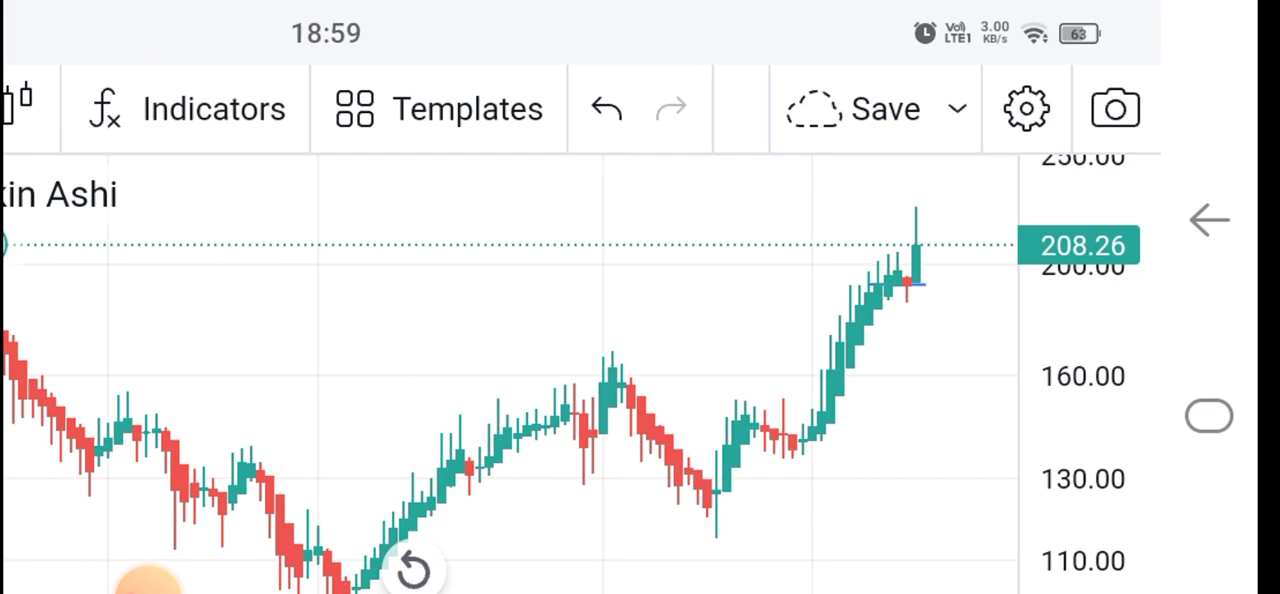 18:59
Vo) LTE1 3.00 KB/s 63
Indicators Templates Save
250.00
kin Ashi
208.26
200.00
160.00
130.00
110.00